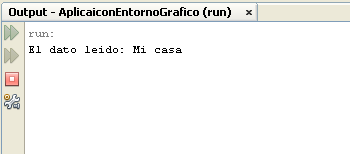 Output - AplicaiconEntornoGrafico (run)
run:
El dato leido: Mi casa